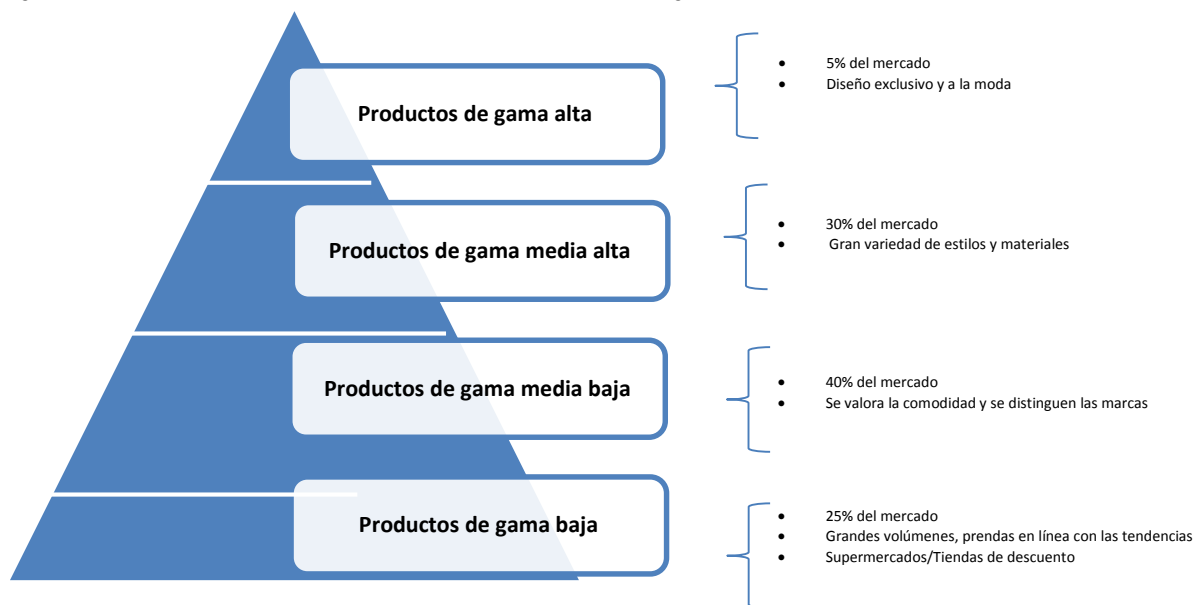 Productos de gama alta
• 5% del mercado
• Diseño exclusivo y a la moda
Productos de gama media alta
• 30% del mercado
• Gran variedad de estilos y materiales
Productos de gama media baja
• 40% del mercado
• Se valora la comodidad y se distinguen las marcas
Productos de gama baja
• 25% del mercado
• Grandes volúmenes, prendas en línea con las tendencias
• Supermercados/Tiendas de descuento